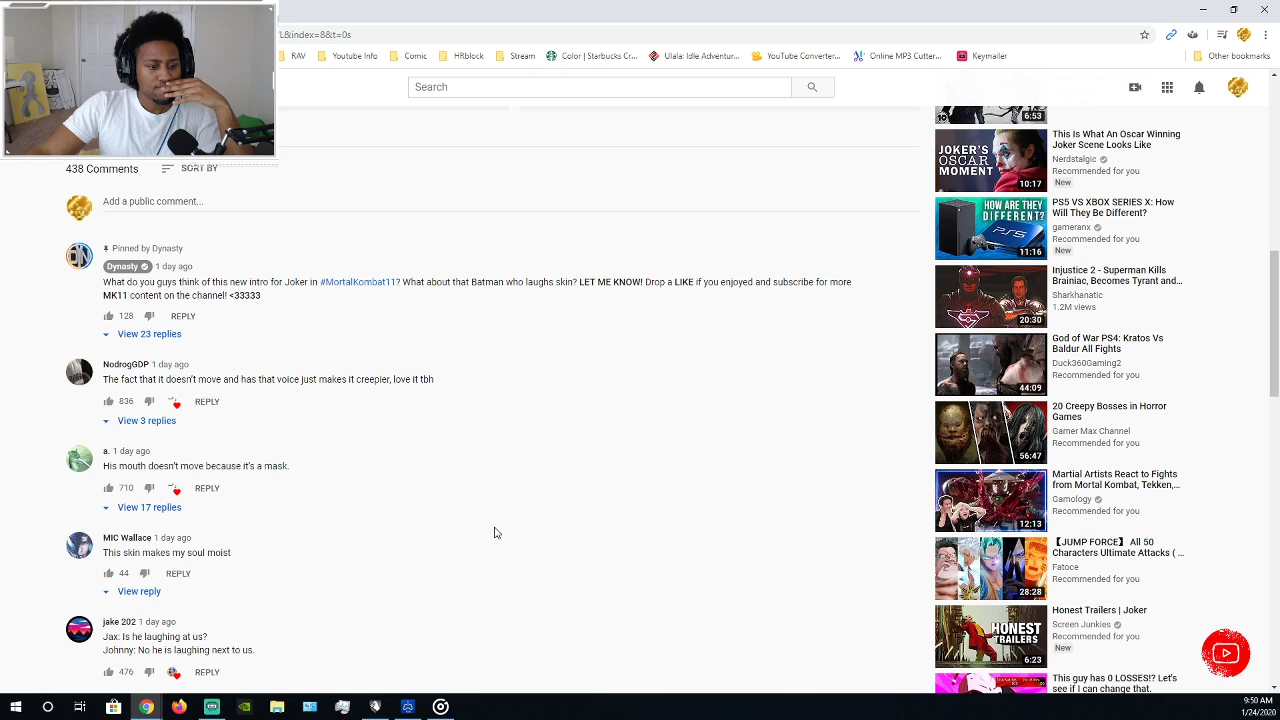 L&index=8&t=0s
RAV
Youtube Info
Comic
HRblock
Stream
Color | Starbucks Cr...
Ulala: Idle Adventur...
YouTube Converter...
Online MP3 Cutter...
Keymailer
Other bookmarks
Search
438 Comments
SORT BY
Add a public comment...
Pinned by Dynasty
Dynasty 1 day ago
What do you guys think of this new intro for Joker in #MortalKombat11? What about that Batman who laughs skin? LET ME KNOW! Drop a LIKE if you enjoyed and subscribe for more
MK11 content on the channel! <33333
128 REPLY
View 23 replies
NodrogGDP 1 day ago
The fact that it doesn't move and has that voice just makes it creepier, love it tbh
836 REPLY
View 3 replies
a. 1 day ago
His mouth doesn't move because it's a mask.
710 REPLY
View 17 replies
MIC Wallace 1 day ago
This skin makes my soul moist
44 REPLY
View reply
jake 202 1 day ago
Jax: Is he laughing at us?
Johnny: No he is laughing next to us.
476 REPLY
10
6:53
JOKER'S
OSCAR
MOMENT
10:17
This Is What An Oscar Winning
Joker Scene Looks Like
Nerdstalgic
Recommended for you
New
HOW ARE THEY
DIFFERENT?
PS5
11:16
PS5 VS XBOX SERIES X: How
Will They Be Different?
gameranx
Recommended for you
New
20:30
Injustice 2 - Superman Kills
Brainiac, Becomes Tyrant and...
Sharkhanatic
1.2M views
44:09
God of War PS4: Kratos Vs
Baldur All Fights
Duck360Gaming2
Recommended for you
56:47
20 Creepy Bosses in Horror
Games
Gamer Max Channel
Recommended for you
12:13
Martial Artists React to Fights
from Mortal Kombat, Tekken,...
Gamology
Recommended for you
28:28
【JUMP FORCE】 All 50
Characters Ultimate Attacks ( ...
Fatoce
Recommended for you
HONEST
TRAILERS
6:23
Honest Trailers | Joker
Screen Junkies
Recommended for you
New
This guy has 0 LOSSES!? Let's
see if I can change that.
9:50 AM
1/24/2020